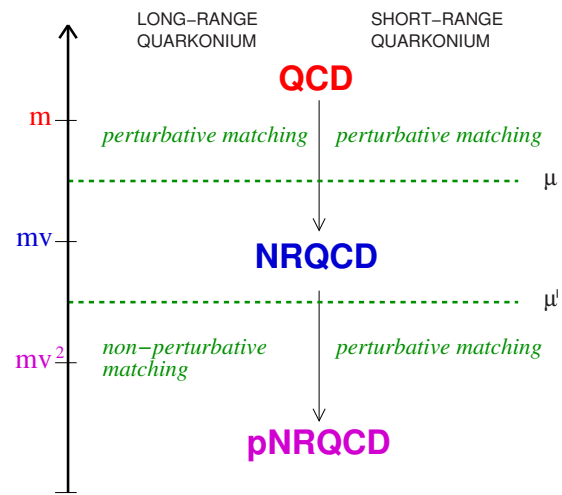 LONG−RANGE
QUARKONIUM
SHORT−RANGE
QUARKONIUM
QCD
m
perturbative matching
perturbative matching
μ
mv
NRQCD
μ'
mv²
non−perturbative
matching
perturbative matching
pNRQCD